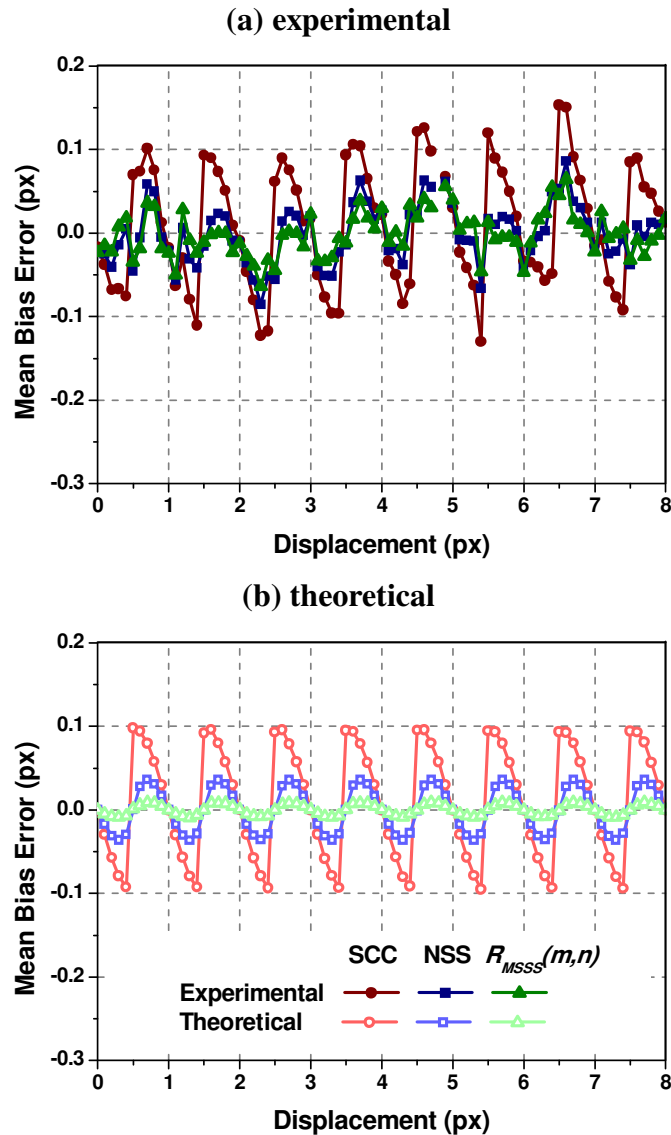 (a) experimental
0.2
0.1
0.0
-0.1
-0.2
-0.3
Mean Bias Error (px)
0 1 2 3 4 5 6 7 8
Displacement (px)
(b) theoretical
0.2
0.1
0.0
-0.1
-0.2
-0.3
Mean Bias Error (px)
SCC NSS R_MSSS(m,n)
Experimental
Theoretical
0 1 2 3 4 5 6 7 8
Displacement (px)